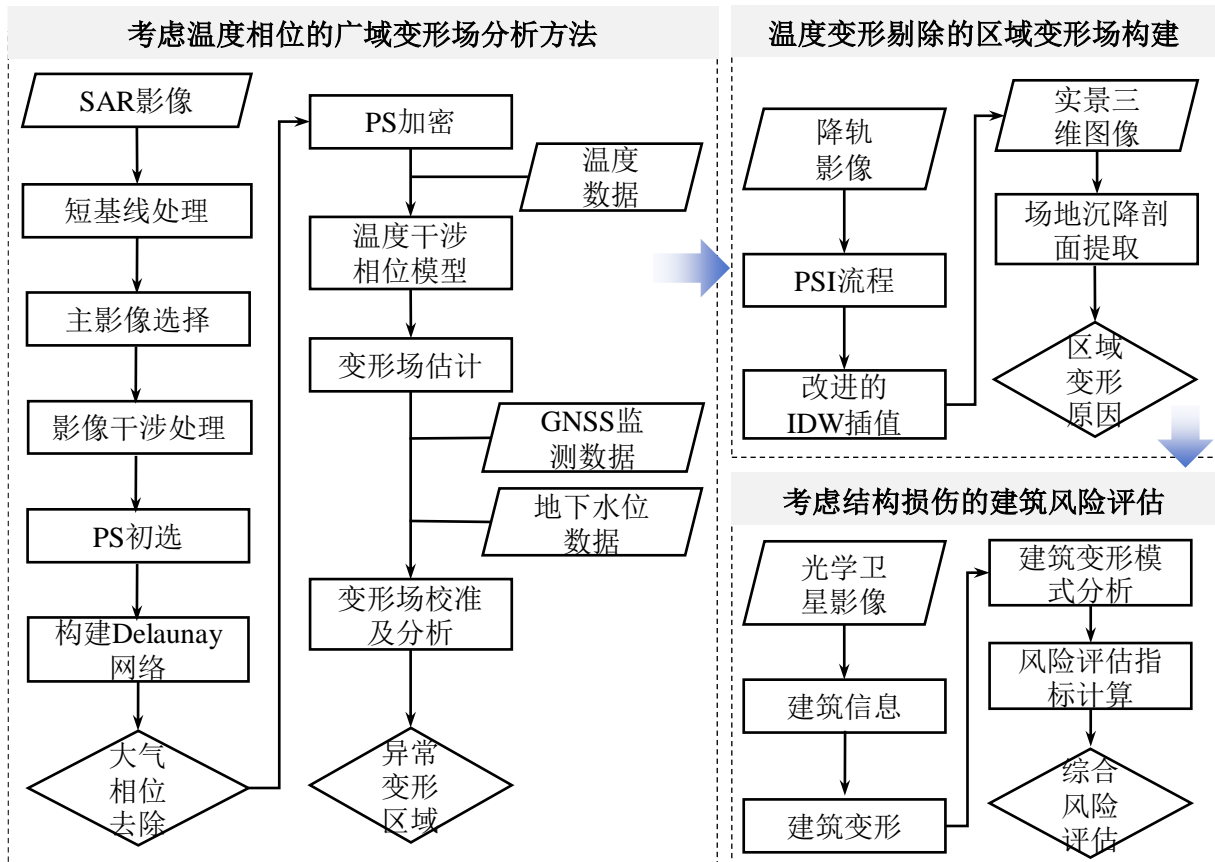 考虑温度相位的广域变形场分析方法
SAR影像
短基线处理
主影像选择
影像干涉处理
PS初选
构建Delaunay
网络
大气
相位
去除
PS加密
温度
数据
温度干涉
相位模型
变形场估计
GNSS监
测数据
地下水位
数据
变形场校准
及分析
异常
变形
区域
温度变形剔除的区域变形场构建
降轨
影像
PSI流程
改进的
IDW插值
实景三
维图像
场地沉降剖
面提取
区域
变形
原因
考虑结构损伤的建筑风险评估
光学卫
星影像
建筑信息
建筑变形
建筑变形模
式分析
风险评估指
标计算
综合
风险
评估